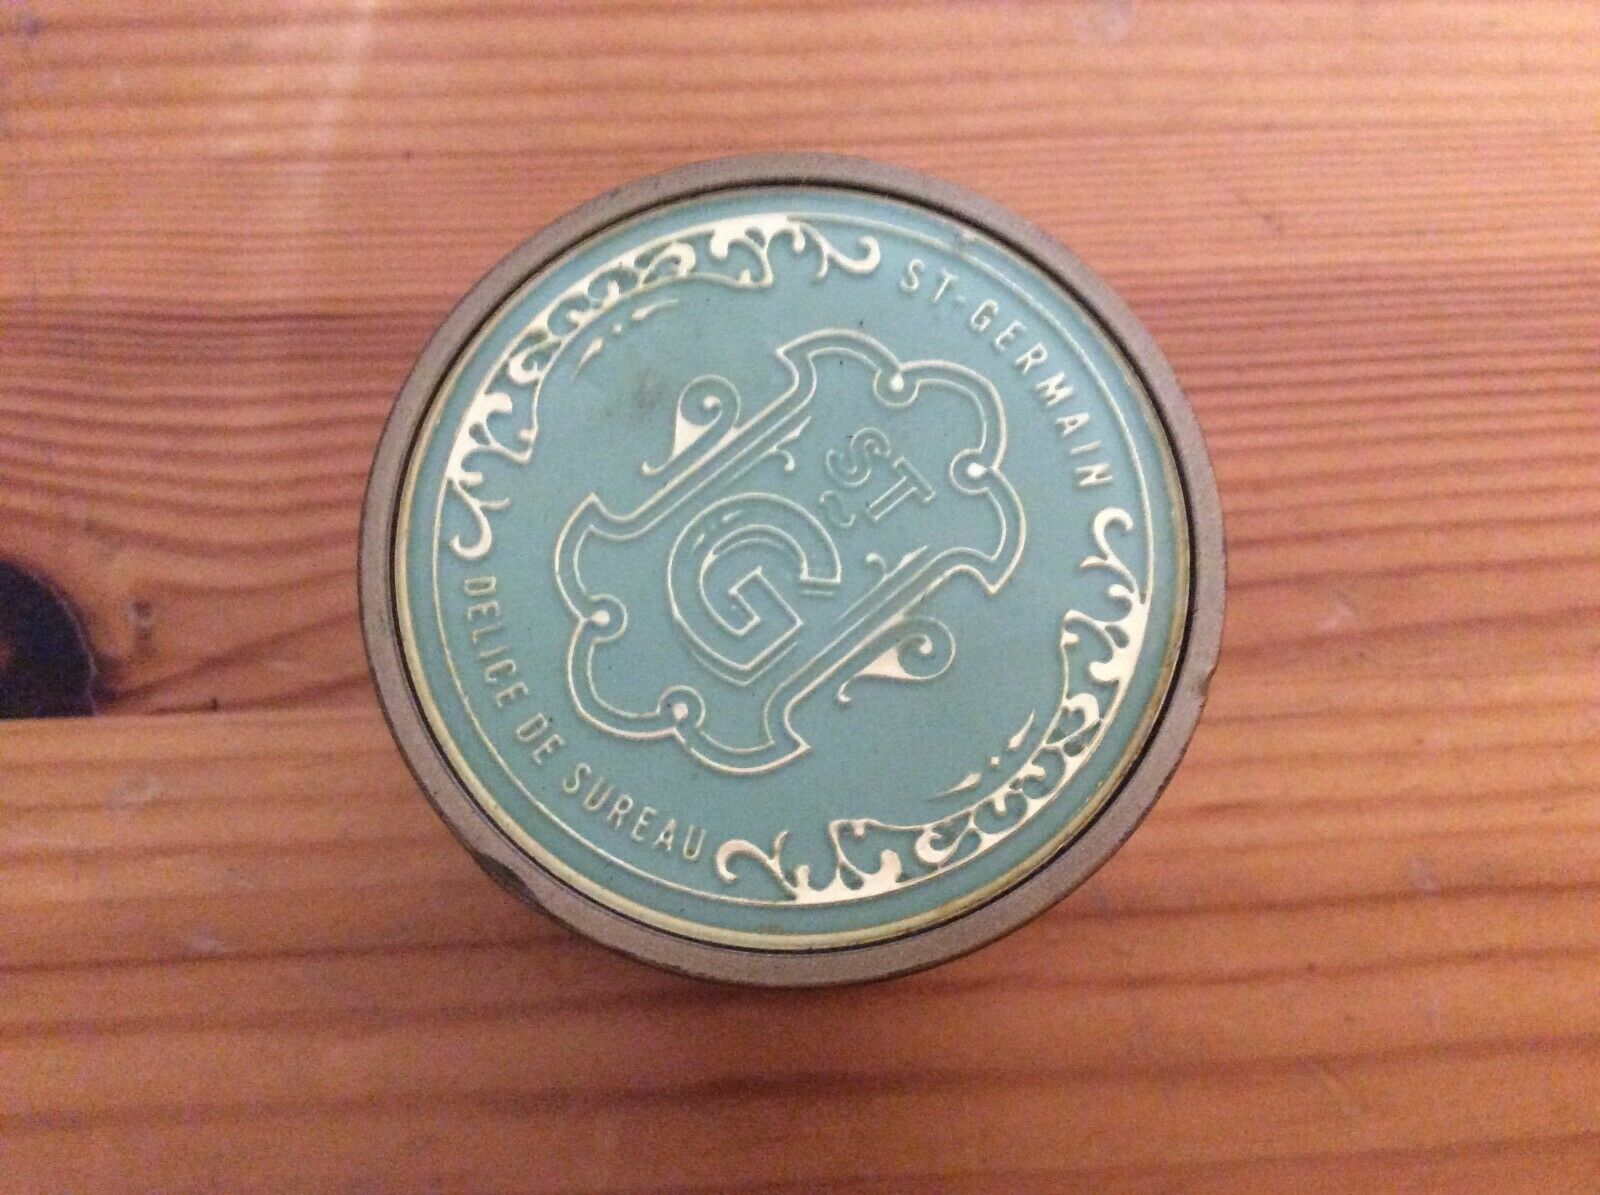 ST-GERMAIN
ST
G
DELICE DE SUREAU